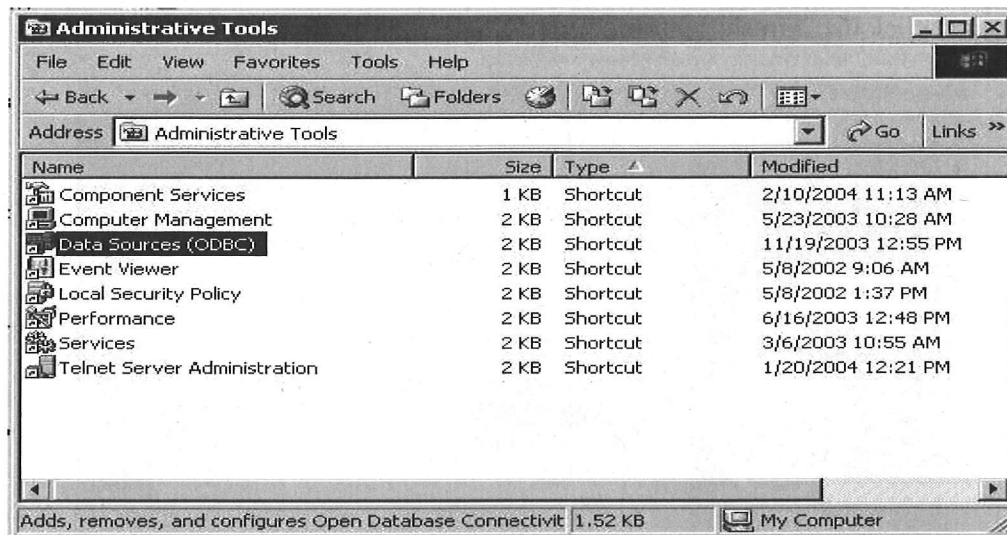 Administrative Tools
File Edit View Favorites Tools Help
Back Search Folders
Address Administrative Tools Go Links »
Name Size Type Modified
Component Services 1 KB Shortcut 2/10/2004 11:13 AM
Computer Management 2 KB Shortcut 5/23/2003 10:28 AM
Data Sources (ODBC) 2 KB Shortcut 11/19/2003 12:55 PM
Event Viewer 2 KB Shortcut 5/8/2002 9:06 AM
Local Security Policy 2 KB Shortcut 5/8/2002 1:37 PM
Performance 2 KB Shortcut 6/16/2003 12:48 PM
Services 2 KB Shortcut 3/6/2003 10:55 AM
Telnet Server Administration 2 KB Shortcut 1/20/2004 12:21 PM
Adds, removes, and configures Open Database Connectivit 1.52 KB My Computer